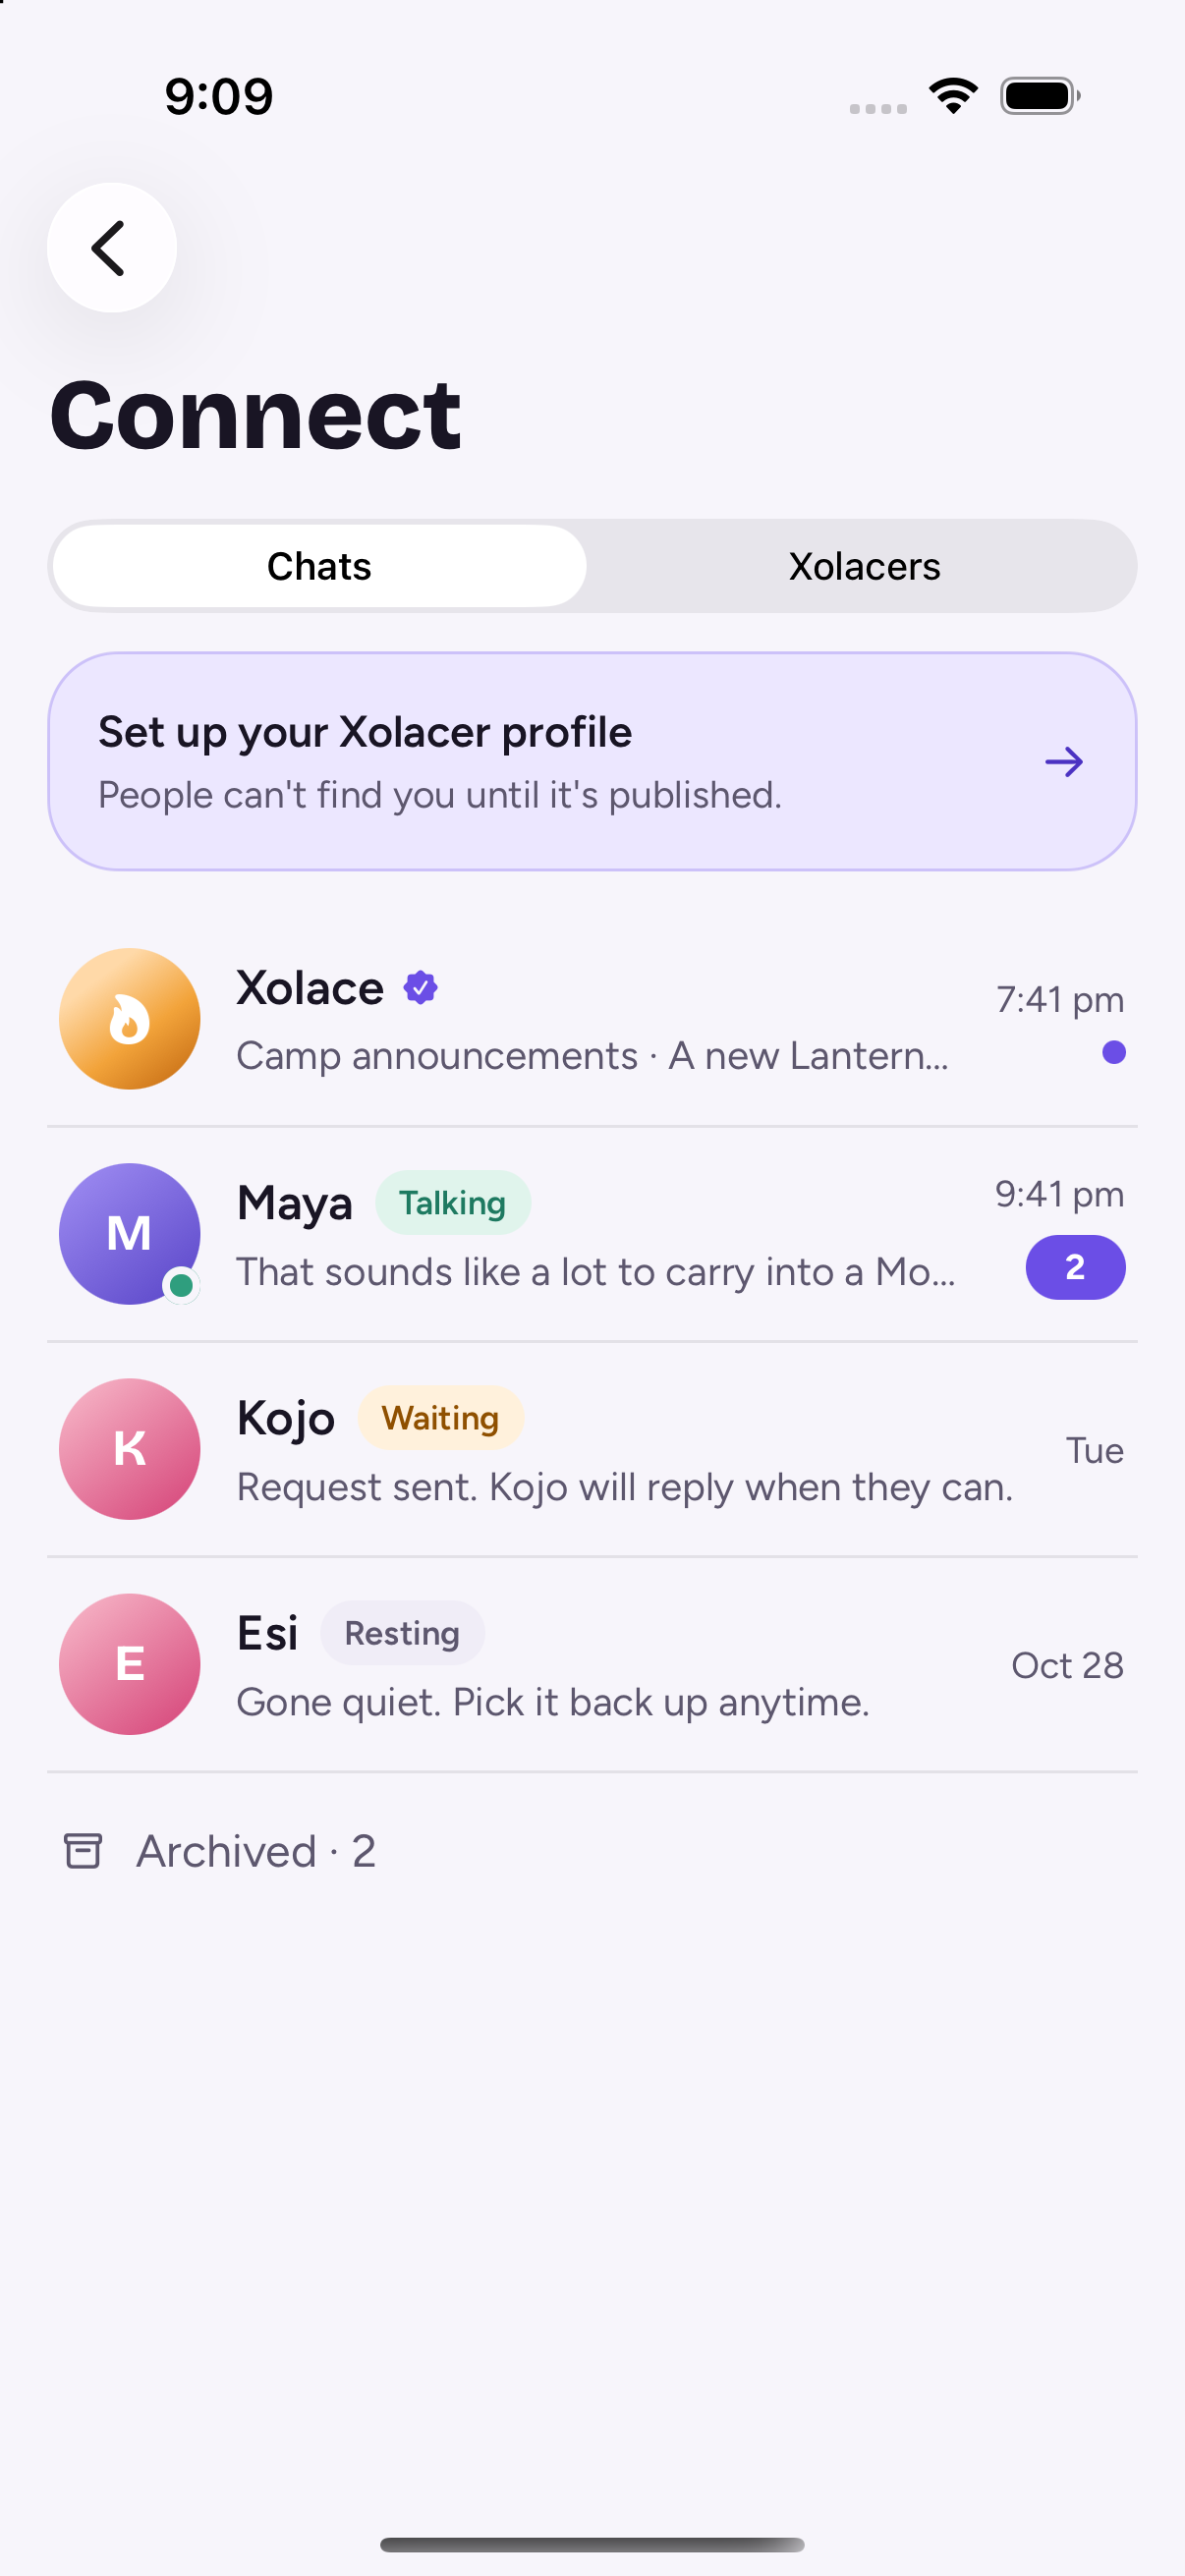 9:09
Connect
Chats
Xolacers
Set up your Xolacer profile
People can't find you until it's published.
Xolace
7:41 pm
Camp announcements · A new Lantern...
M
Maya
Talking
9:41 pm
That sounds like a lot to carry into a Mo...
2
K
Kojo
Waiting
Tue
Request sent. Kojo will reply when they can.
E
Esi
Resting
Oct 28
Gone quiet. Pick it back up anytime.
Archived · 2